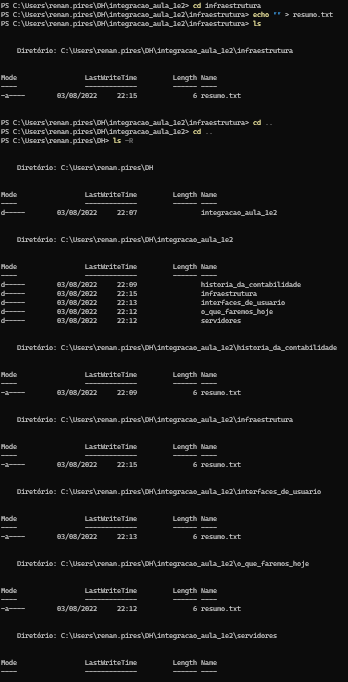 PS C:\Users\renan.pires\DH\integracao_aula_1e2> cd infraestrutura
PS C:\Users\renan.pires\DH\integracao_aula_1e2\infraestrutura> echo "" > resumo.txt
PS C:\Users\renan.pires\DH\integracao_aula_1e2\infraestrutura> ls
Diretório: C:\Users\renan.pires\DH\integracao_aula_1e2\infraestrutura
Mode LastWriteTime Length Name
---- ------------- ------ ----
-a---- 03/08/2022 22:15 6 resumo.txt
PS C:\Users\renan.pires\DH\integracao_aula_1e2\infraestrutura> cd ..
PS C:\Users\renan.pires\DH\integracao_aula_1e2> cd ..
PS C:\Users\renan.pires\DH> ls -R
Diretório: C:\Users\renan.pires\DH
Mode LastWriteTime Length Name
---- ------------- ------ ----
d----- 03/08/2022 22:07 integracao_aula_1e2
Diretório: C:\Users\renan.pires\DH\integracao_aula_1e2
Mode LastWriteTime Length Name
---- ------------- ------ ----
d----- 03/08/2022 22:09 historia_da_contabilidade
d----- 03/08/2022 22:15 infraestrutura
d----- 03/08/2022 22:13 interfaces_de_usuario
d----- 03/08/2022 22:12 o_que_faremos_hoje
d----- 03/08/2022 22:12 servidores
Diretório: C:\Users\renan.pires\DH\integracao_aula_1e2\historia_da_contabilidade
Mode LastWriteTime Length Name
---- ------------- ------ ----
-a---- 03/08/2022 22:09 6 resumo.txt
Diretório: C:\Users\renan.pires\DH\integracao_aula_1e2\infraestrutura
Mode LastWriteTime Length Name
---- ------------- ------ ----
-a---- 03/08/2022 22:15 6 resumo.txt
Diretório: C:\Users\renan.pires\DH\integracao_aula_1e2\interfaces_de_usuario
Mode LastWriteTime Length Name
---- ------------- ------ ----
-a---- 03/08/2022 22:13 6 resumo.txt
Diretório: C:\Users\renan.pires\DH\integracao_aula_1e2\o_que_faremos_hoje
Mode LastWriteTime Length Name
---- ------------- ------ ----
-a---- 03/08/2022 22:12 6 resumo.txt
Diretório: C:\Users\renan.pires\DH\integracao_aula_1e2\servidores
Mode LastWriteTime Length Name
---- ------------- ------ ----